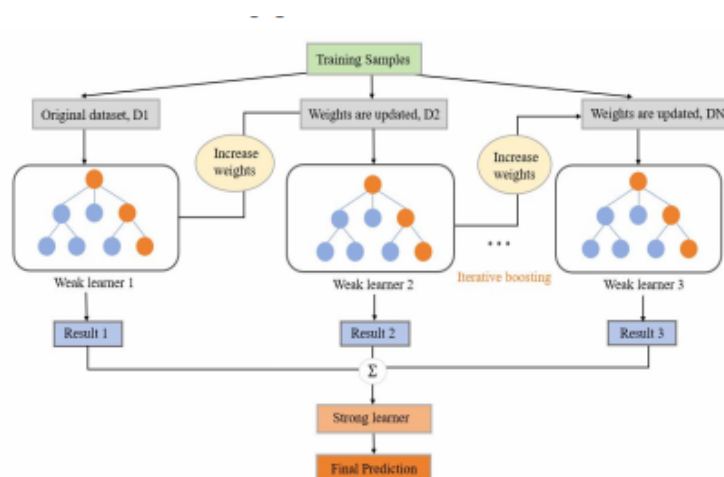 Training Samples
Original dataset, D1
Weights are updated, D2
Weights are updated, DN
Increase
weights
Increase
weights
...
Iterative boosting
Weak learner 1
Weak learner 2
Weak learner 3
Result 1
Result 2
Result 3
Σ
Strong learner
Final Prediction